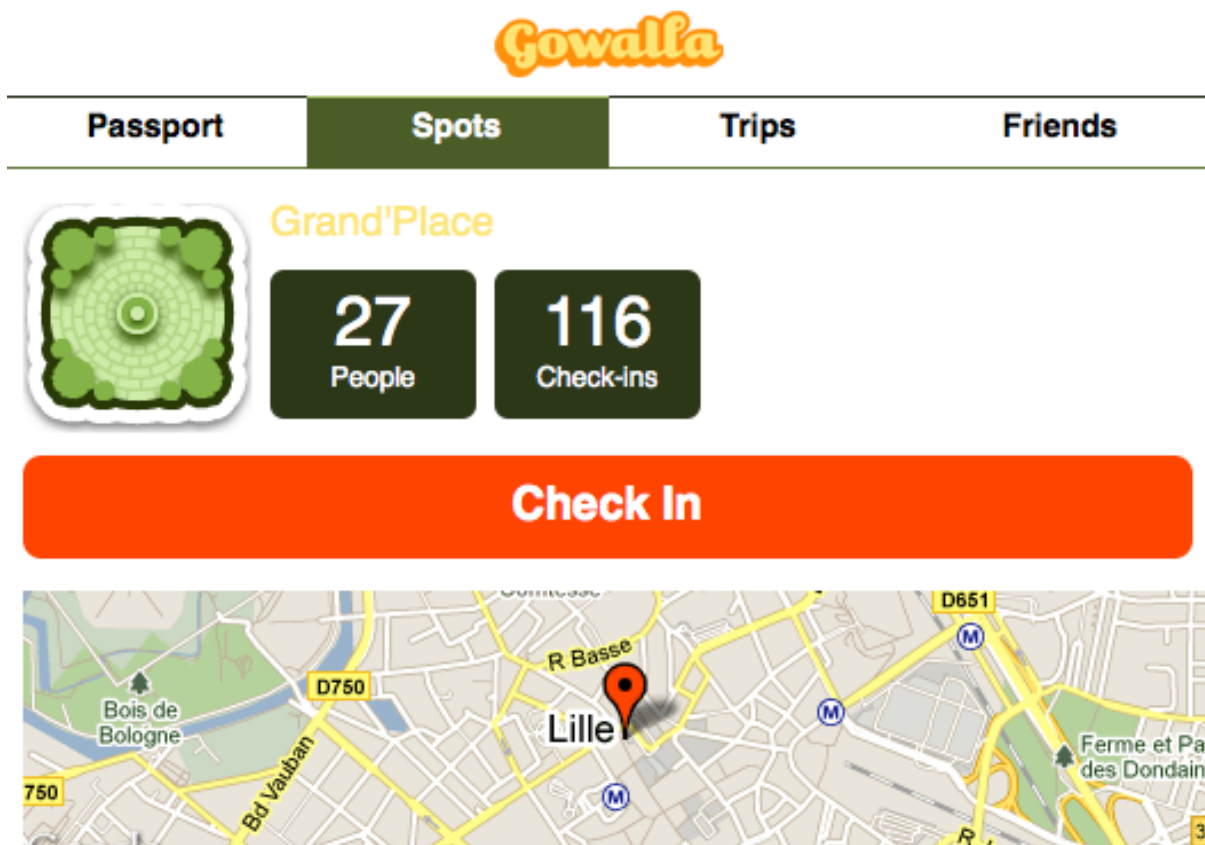 Gowalla
Passport Spots Trips Friends
Grand'Place
27 116
People Check-ins
Check In
D651
M
R Basse
D750
Bois de
Bologne
M
Lille
Ferme et Pa
des Dondain
Bd Vauban
750
M
3